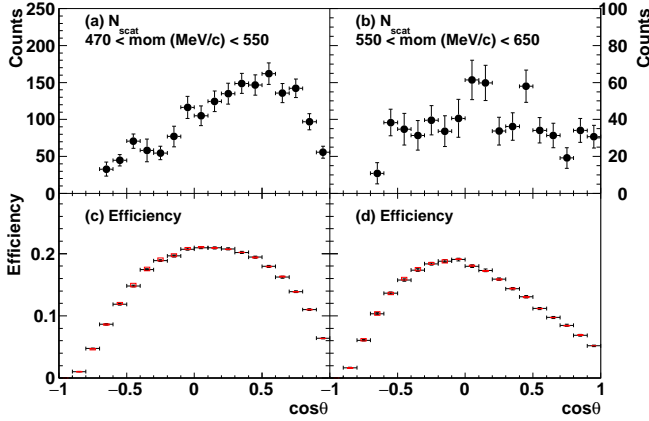 (a) N_scat
470 < mom (MeV/c) < 550
(b) N_scat
550 < mom (MeV/c) < 650
Counts
250
200
150
100
50
0
Counts
100
80
60
40
20
0
(c) Efficiency
(d) Efficiency
Efficiency
0.2
0.1
0
−1
−0.5
0
0.5
−1
−0.5
0
0.5
1
cosθ
cosθ